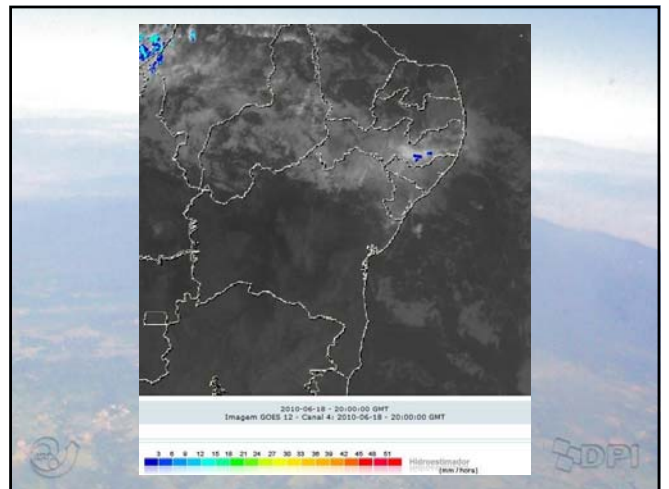 2010-06-18 - 20:00:00 GMT
Imagem GOES 12 - Canal 4: 2010-06-18 - 20:00:00 GMT
3 6 9 12 15 18 21 24 27 30 33 36 39 42 45 48 51
Hidroestimador
(mm/hora)
DPI